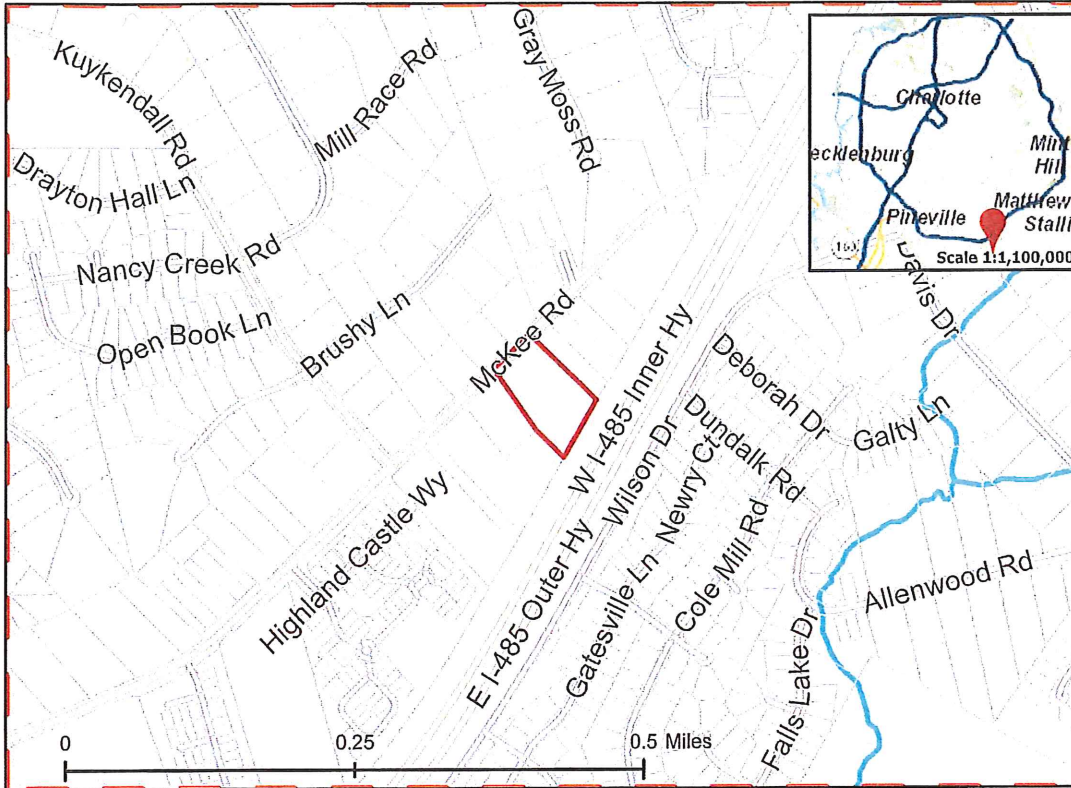 Kuykendall Rd
Mill Race Rd
Gray Moss Rd
Drayton Hall Ln
Nancy Creek Rd
Open Book Ln
Brushy Ln
McKee Rd
Highland Castle Wy
W I-485 Inner Hy
E I-485 Outer Hy
Wilson Dr
Deborah Dr
Dundalk Rd
Newry Ct
Galty Ln
Gatesville Ln
Cole Mill Rd
Falls Lake Dr
Allenwood Rd
Davis Dr
Charlotte
ecklenburg
Mint
Hill
Matthew
Pineville
Stalli
Scale 1:1,100,000
0
0.25
0.5 Miles